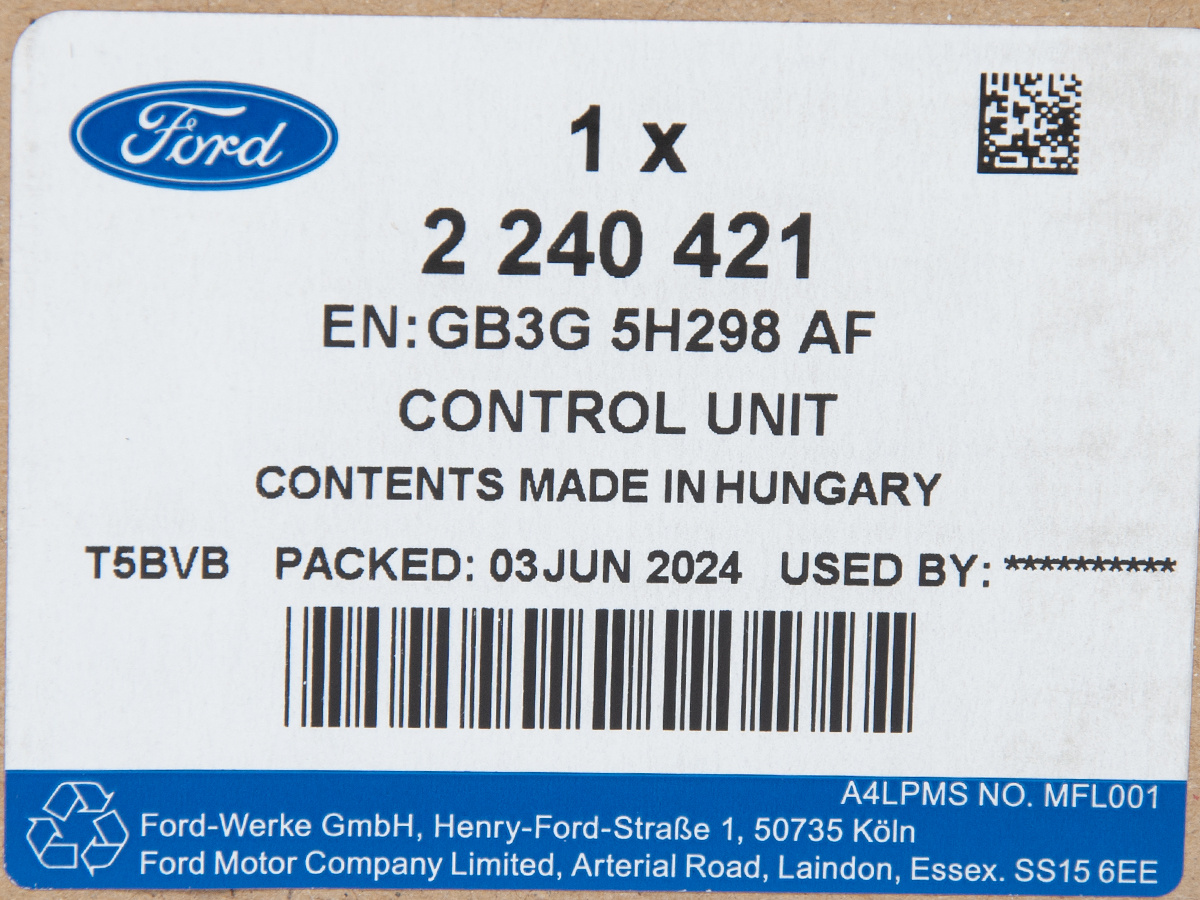 Ford
1 x
2 240 421
EN:GB3G 5H298 AF
CONTROL UNIT
CONTENTS MADE IN HUNGARY
T5BVB PACKED: 03 JUN 2024 USED BY: **********
A4LPMS NO. MFL001
Ford-Werke GmbH, Henry-Ford-Straße 1, 50735 Köln
Ford Motor Company Limited, Arterial Road, Laindon, Essex. SS15 6EE